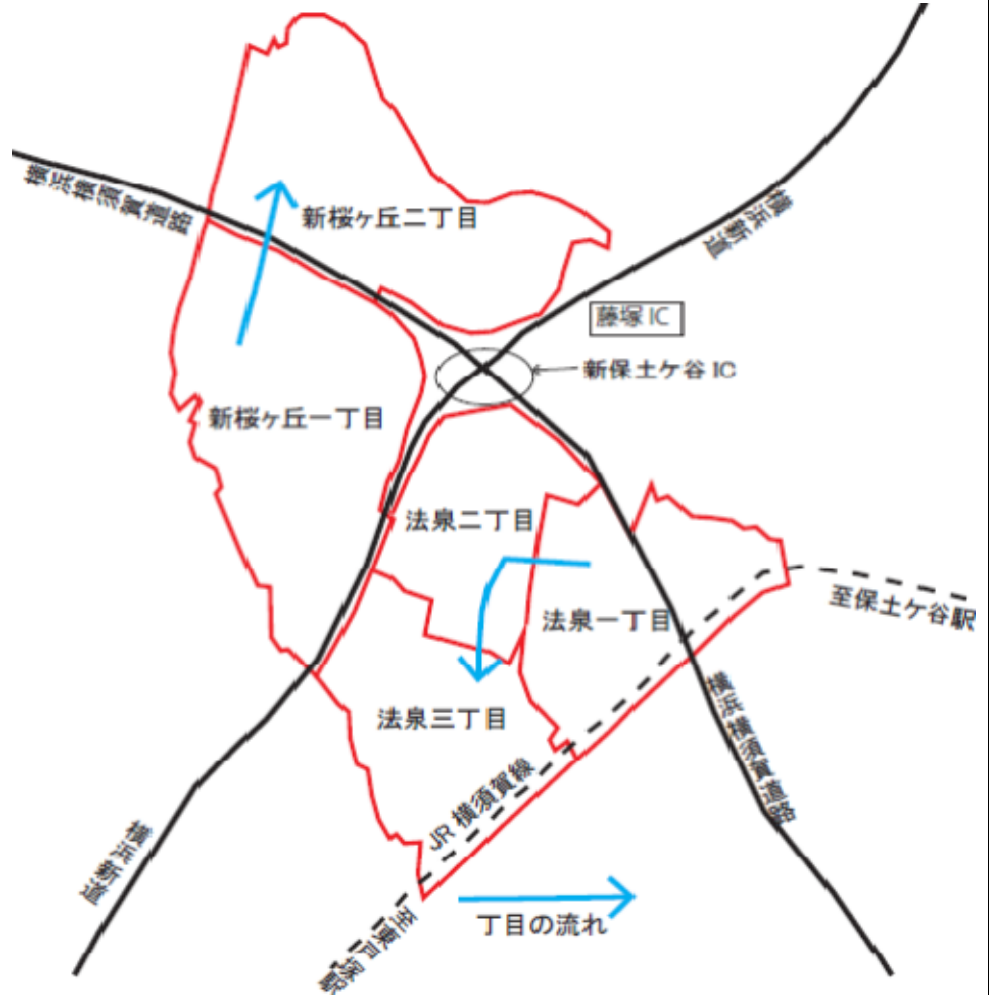 横浜横須賀道路
新桜ヶ丘二丁目
横浜新道
藤塚 IC
新保土ケ谷 IC
新桜ヶ丘一丁目
法泉二丁目
至保土ケ谷駅
法泉一丁目
法泉三丁目
横浜横須賀道路
JR 横須賀線
横浜新道
丁目の流れ
至東戸塚駅